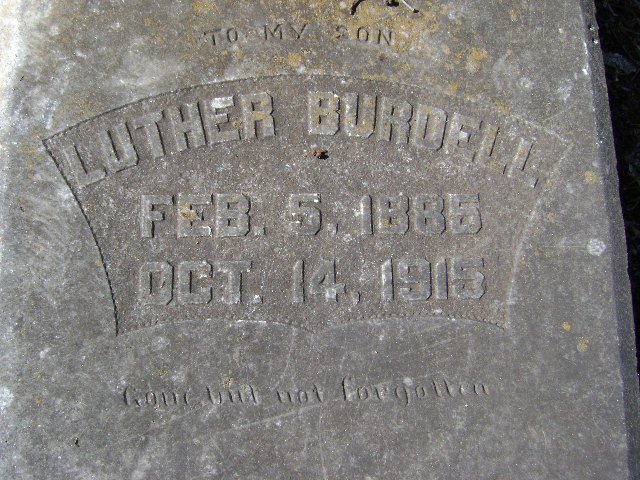 TO MY SON
LUTHER BURDELL
FEB. 5, 1885
OCT. 14, 1915
Gone but not forgotten